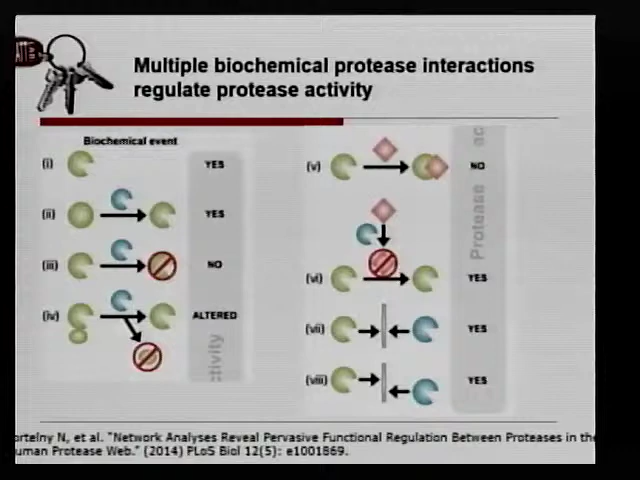 Multiple biochemical protease interactions
regulate protease activity
Biochemical event
(i) YES
(ii) YES
(iii) NO
(iv) ALTERED
ctivity
Protease ac
(v) NO
(vi) YES
(vii) YES
(viii) YES
ortelny N, et al. "Network Analyses Reveal Pervasive Functional Regulation Between Proteases in the
uman Protease Web." (2014) PLoS Biol 12(5): e1001869.